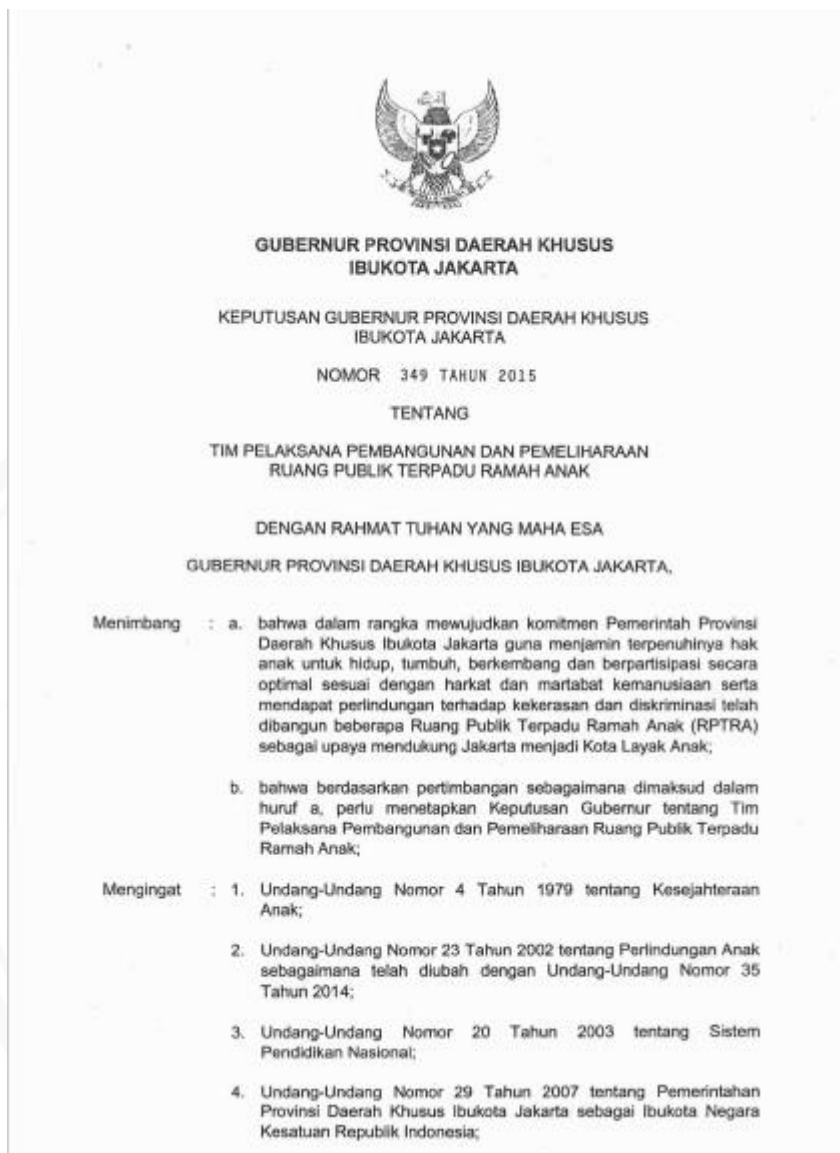 GUBERNUR PROVINSI DAERAH KHUSUS
IBUKOTA JAKARTA
KEPUTUSAN GUBERNUR PROVINSI DAERAH KHUSUS
IBUKOTA JAKARTA
NOMOR 349 TAHUN 2015
TENTANG
TIM PELAKSANA PEMBANGUNAN DAN PEMELIHARAAN
RUANG PUBLIK TERPADU RAMAH ANAK
DENGAN RAHMAT TUHAN YANG MAHA ESA
GUBERNUR PROVINSI DAERAH KHUSUS IBUKOTA JAKARTA,
Menimbang : a. bahwa dalam rangka mewujudkan komitmen Pemerintah Provinsi
Daerah Khusus Ibukota Jakarta guna menjamin terpenuhinya hak
anak untuk hidup, tumbuh, berkembang dan berpartisipasi secara
optimal sesuai dengan harkat dan martabat kemanusiaan serta
mendapat perlindungan terhadap kekerasan dan diskriminasi telah
dibangun beberapa Ruang Publik Terpadu Ramah Anak (RPTRA)
sebagai upaya mendukung Jakarta menjadi Kota Layak Anak;
b. bahwa berdasarkan pertimbangan sebagaimana dimaksud dalam
huruf a, perlu menetapkan Keputusan Gubernur tentang Tim
Pelaksana Pembangunan dan Pemeliharaan Ruang Publik Terpadu
Ramah Anak;
Mengingat : 1. Undang-Undang Nomor 4 Tahun 1979 tentang Kesejahteraan
Anak;
2. Undang-Undang Nomor 23 Tahun 2002 tentang Perlindungan Anak
sebagaimana telah diubah dengan Undang-Undang Nomor 35
Tahun 2014;
3. Undang-Undang Nomor 20 Tahun 2003 tentang Sistem
Pendidikan Nasional;
4. Undang-Undang Nomor 29 Tahun 2007 tentang Pemerintahan
Provinsi Daerah Khusus Ibukota Jakarta sebagai Ibukota Negara
Kesatuan Republik Indonesia;